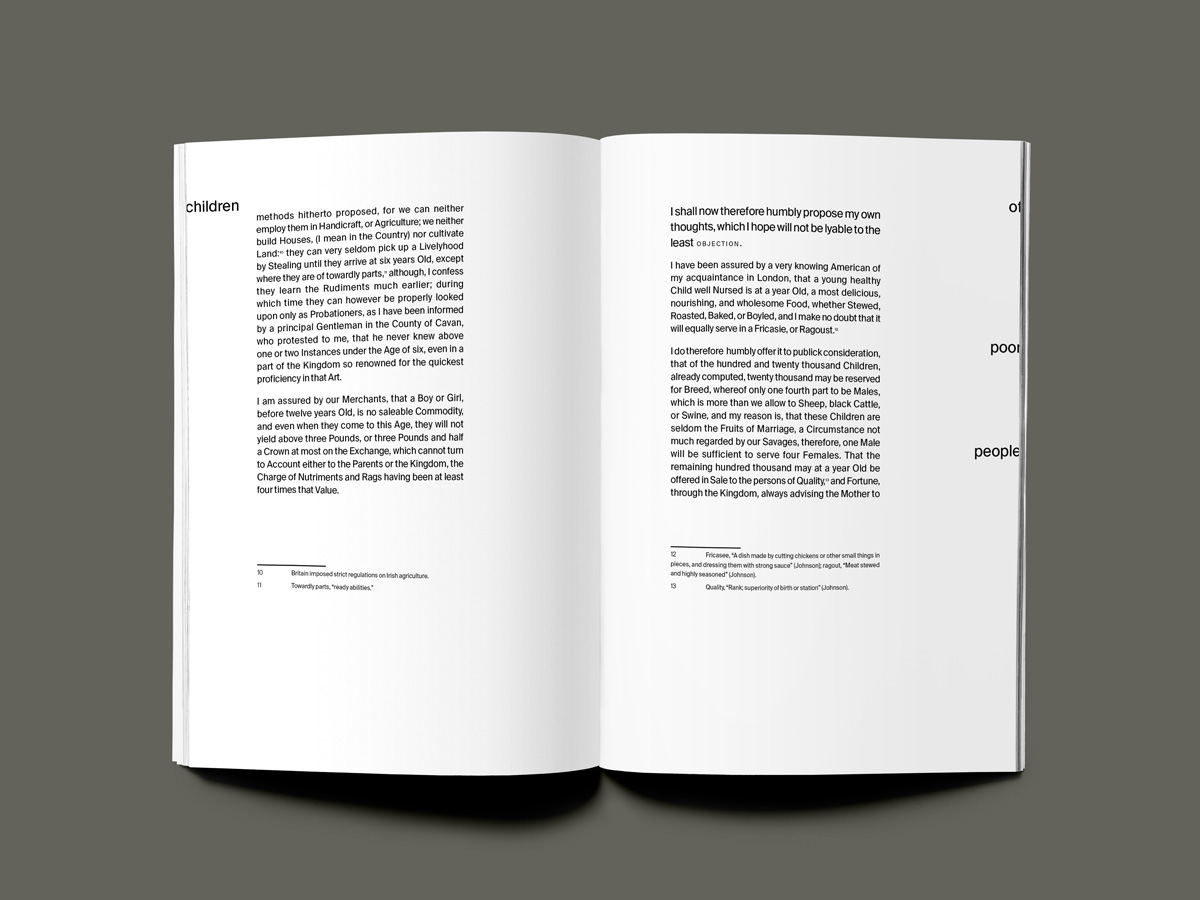 children
methods hitherto proposed, for we can neither
employ them in Handicraft, or Agriculture; we neither
build Houses, (I mean in the Country) nor cultivate
Land:¹⁰ they can very seldom pick up a Livelyhood
by Stealing until they arrive at six years Old, except
where they are of towardly parts,¹¹ although, I confess
they learn the Rudiments much earlier; during
which time they can however be properly looked
upon only as Probationers, as I have been informed
by a principal Gentleman in the County of Cavan,
who protested to me, that he never knew above
one or two Instances under the Age of six, even in a
part of the Kingdom so renowned for the quickest
proficiency in that Art.
I am assured by our Merchants, that a Boy or Girl,
before twelve years Old, is no saleable Commodity,
and even when they come to this Age, they will not
yield above three Pounds, or three Pounds and half
a Crown at most on the Exchange, which cannot turn
to Account either to the Parents or the Kingdom, the
Charge of Nutriments and Rags having been at least
four times that Value.
10 Britain imposed strict regulations on Irish agriculture.
11 Towardly parts, “ready abilities.”
I shall now therefore humbly propose my own
thoughts, which I hope will not be lyable to the
least OBJECTION.
I have been assured by a very knowing American of
my acquaintance in London, that a young healthy
Child well Nursed is at a year Old, a most delicious,
nourishing, and wholesome Food, whether Stewed,
Roasted, Baked, or Boyled, and I make no doubt that it
will equally serve in a Fricasie, or Ragoust.¹²
I do therefore humbly offer it to publick consideration,
that of the hundred and twenty thousand Children,
already computed, twenty thousand may be reserved
for Breed, whereof only one fourth part to be Males,
which is more than we allow to Sheep, black Cattle,
or Swine, and my reason is, that these Children are
seldom the Fruits of Marriage, a Circumstance not
much regarded by our Savages, therefore, one Male
will be sufficient to serve four Females. That the
remaining hundred thousand may at a year Old be
offered in Sale to the persons of Quality,¹³ and Fortune,
through the Kingdom, always advising the Mother to
12 Fricasee, “A dish made by cutting chickens or other small things in
pieces, and dressing them with strong sauce” (Johnson); ragout, “Meat stewed
and highly seasoned” (Johnson).
13 Quality, “Rank; superiority of birth or station” (Johnson).
of
poor
people